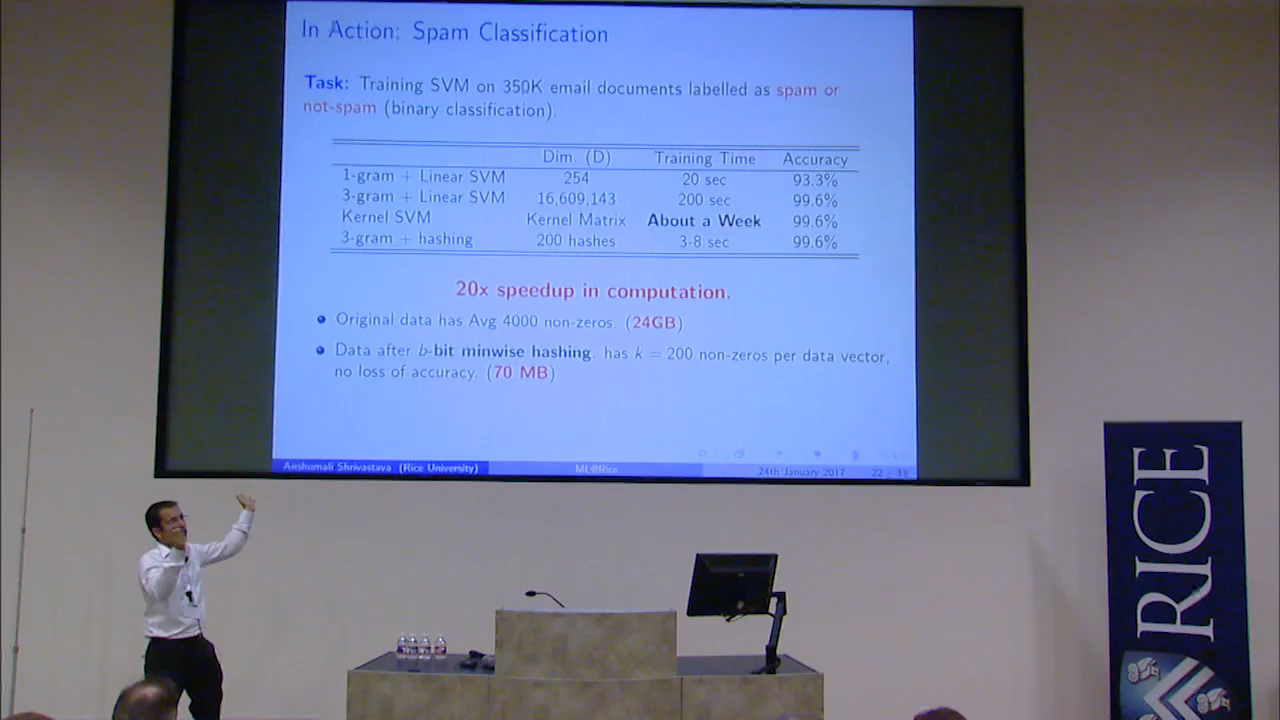 In Action: Spam Classification
Task: Training SVM on 350K email documents labelled as spam or
not-spam (binary classification).
Dim. (D) Training Time Accuracy
1-gram + Linear SVM 254 20 sec 93.3%
3-gram + Linear SVM 16,609,143 200 sec 99.6%
Kernel SVM Kernel Matrix About a Week 99.6%
3-gram + hashing 200 hashes 3-8 sec 99.6%
20x speedup in computation.
Original data has Avg 4000 non-zeros. (24GB)
Data after b-bit minwise hashing. has k = 200 non-zeros per data vector,
no loss of accuracy. (70 MB)
Anshumali Shrivastava (Rice University) ML@Rice 24th January 2017 22
RICE